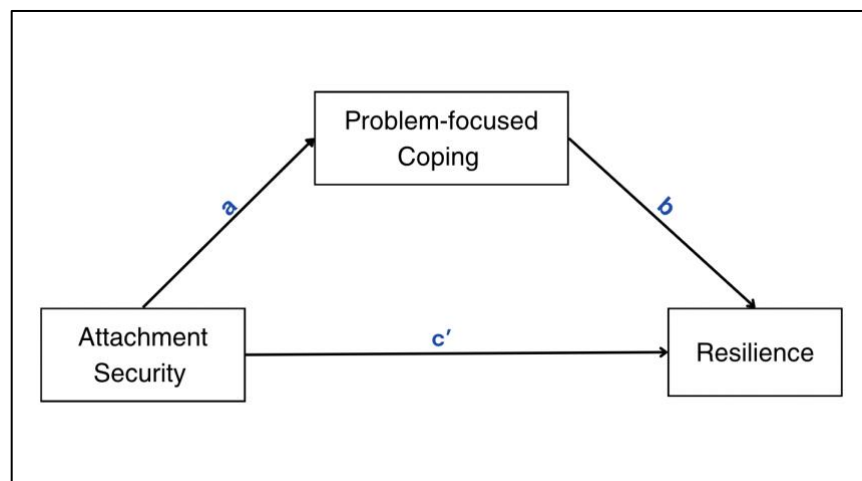 Problem-focused
Coping
a
b
Attachment
Security
c′
Resilience